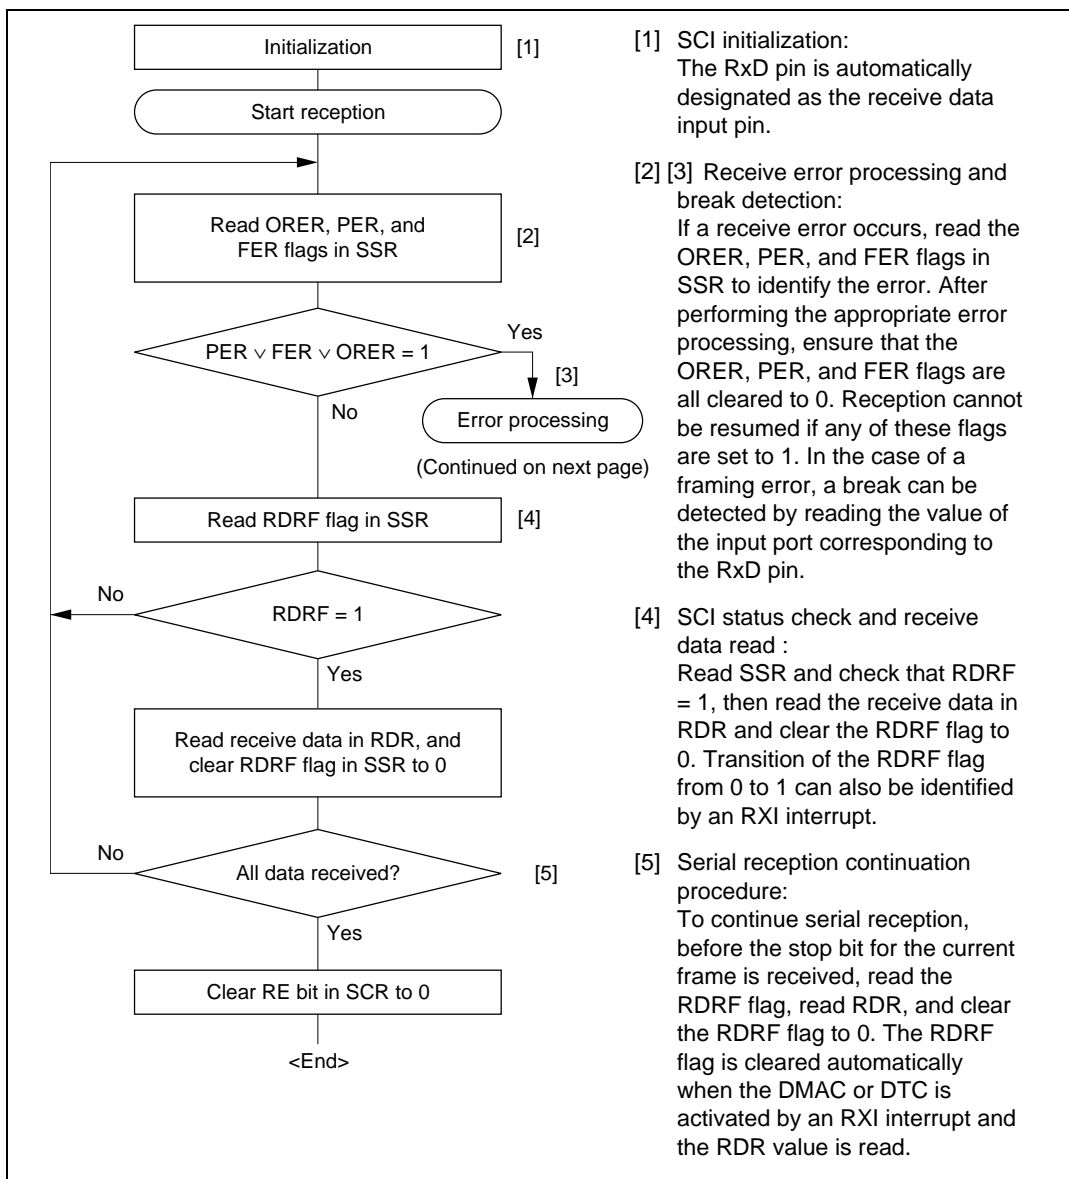 Initialization
[1]
Start reception
Read ORER, PER, and
FER flags in SSR
[2]
PER ∨ FER ∨ ORER = 1
Yes
[3]
No
Error processing
(Continued on next page)
Read RDRF flag in SSR
[4]
No
RDRF = 1
Yes
Read receive data in RDR, and
clear RDRF flag in SSR to 0
No
All data received?
[5]
Yes
Clear RE bit in SCR to 0
<End>
[1] SCI initialization:
The RxD pin is automatically
designated as the receive data
input pin.
[2] [3] Receive error processing and
break detection:
If a receive error occurs, read the
ORER, PER, and FER flags in
SSR to identify the error. After
performing the appropriate error
processing, ensure that the
ORER, PER, and FER flags are
all cleared to 0. Reception cannot
be resumed if any of these flags
are set to 1. In the case of a
framing error, a break can be
detected by reading the value of
the input port corresponding to
the RxD pin.
[4] SCI status check and receive
data read :
Read SSR and check that RDRF
= 1, then read the receive data in
RDR and clear the RDRF flag to
0. Transition of the RDRF flag
from 0 to 1 can also be identified
by an RXI interrupt.
[5] Serial reception continuation
procedure:
To continue serial reception,
before the stop bit for the current
frame is received, read the
RDRF flag, read RDR, and clear
the RDRF flag to 0. The RDRF
flag is cleared automatically
when the DMAC or DTC is
activated by an RXI interrupt and
the RDR value is read.